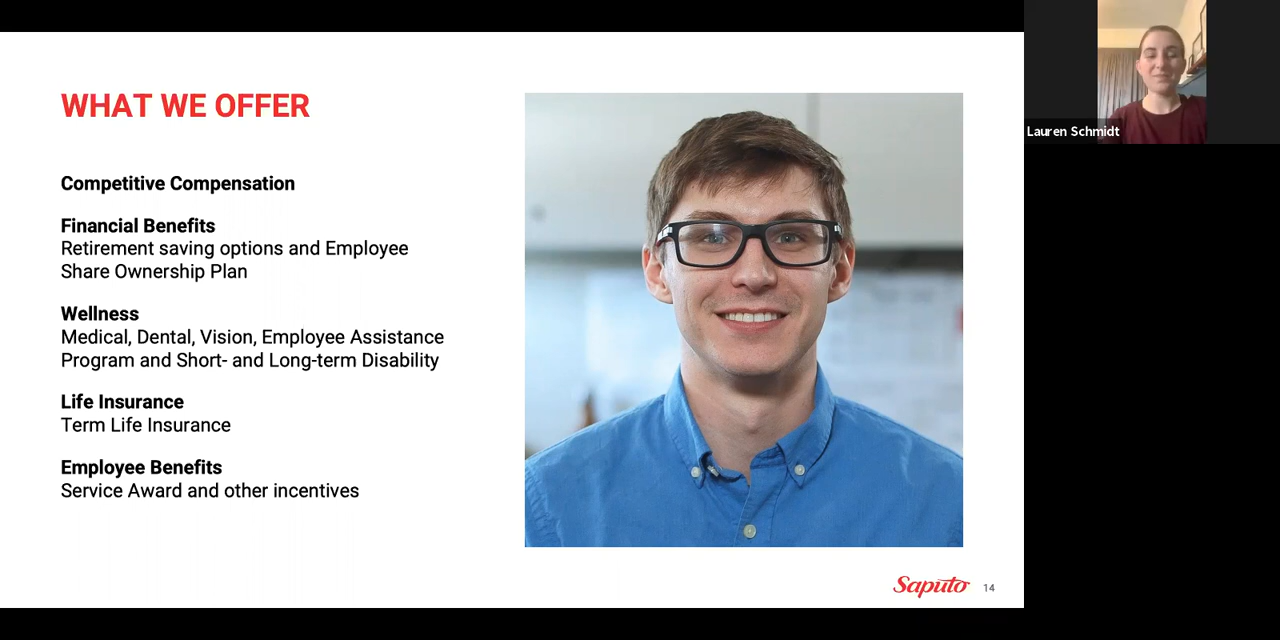 WHAT WE OFFER
Competitive Compensation
Financial Benefits
Retirement saving options and Employee
Share Ownership Plan
Wellness
Medical, Dental, Vision, Employee Assistance
Program and Short- and Long-term Disability
Life Insurance
Term Life Insurance
Employee Benefits
Service Award and other incentives
Saputo
14
Lauren Schmidt